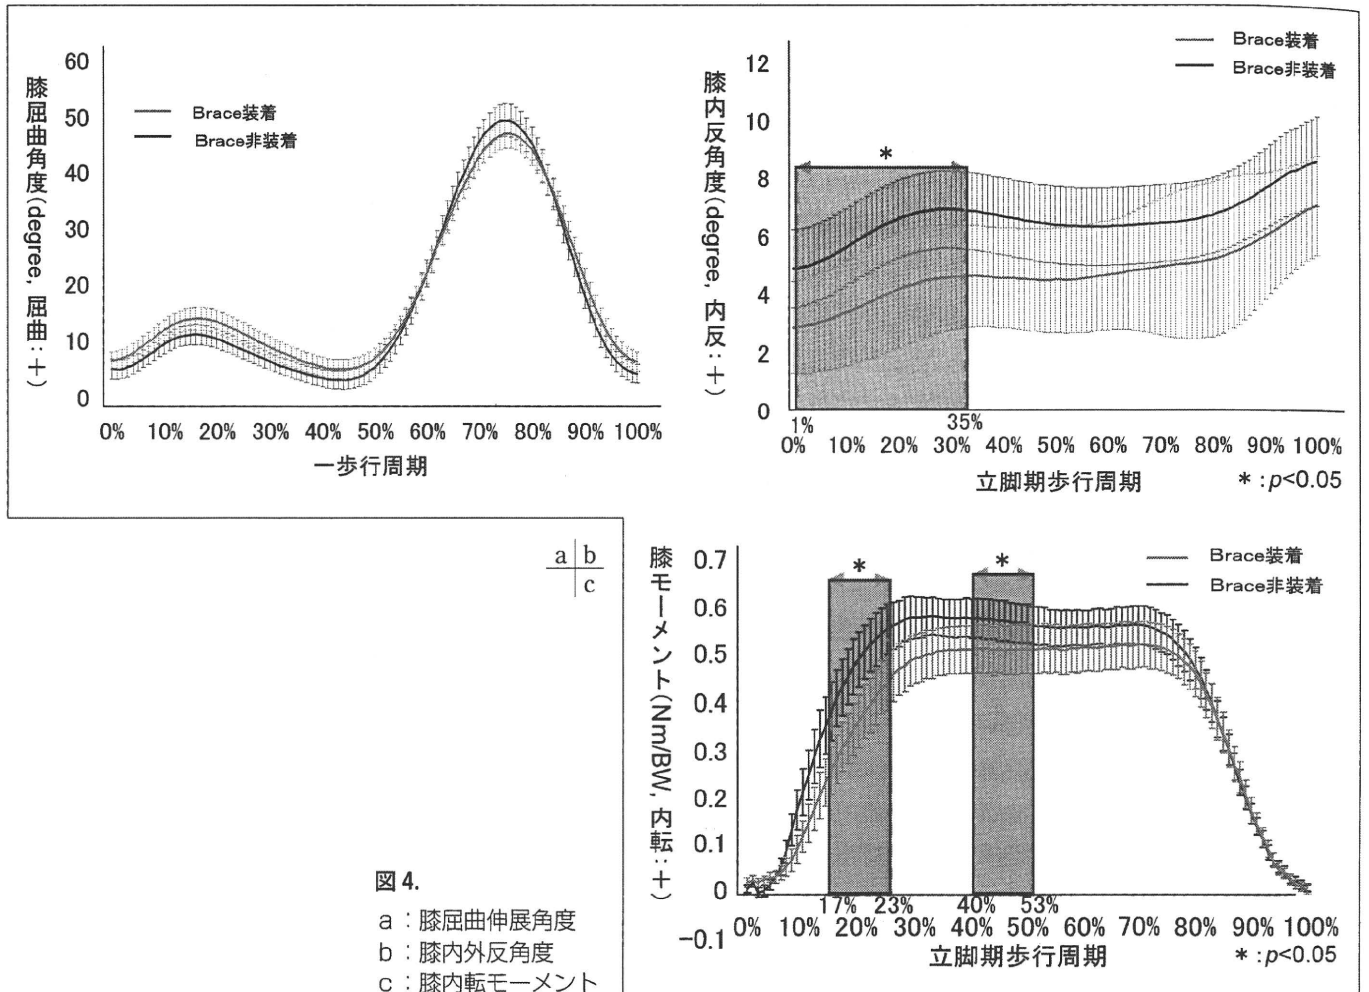 膝屈曲角度(degree, 屈曲:+)
60
50
40
30
20
10
0
Brace装着
Brace非装着
0% 10% 20% 30% 40% 50% 60% 70% 80% 90% 100%
一歩行周期
膝内反角度(degree, 内反:+)
12
10
8
6
4
2
0
Brace装着
Brace非装着
*
1% 35%
0% 10% 20% 30% 40% 50% 60% 70% 80% 90% 100%
立脚期歩行周期
*:p<0.05
a b
c
膝モーメント(Nm/BW, 内転:+)
0.7
0.6
0.5
0.4
0.3
0.2
0.1
0
-0.1
Brace装着
Brace非装着
* *
17% 23% 40% 53%
0% 10% 20% 30% 40% 50% 60% 70% 80% 90% 100%
立脚期歩行周期
*:p<0.05
図4.
a:膝屈曲伸展角度
b:膝内外反角度
c:膝内転モーメント